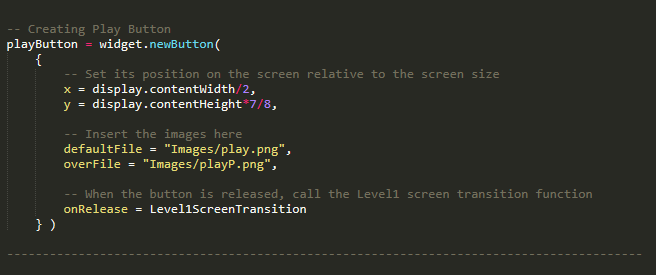 -- Creating Play Button
playButton = widget.newButton(
{
-- Set its position on the screen relative to the screen size
x = display.contentWidth/2,
y = display.contentHeight*7/8,
-- Insert the images here
defaultFile = "Images/play.png",
overFile = "Images/playP.png",
-- When the button is released, call the Level1 screen transition function
onRelease = Level1ScreenTransition
} )
-----------------------------------------------------------------------------------------